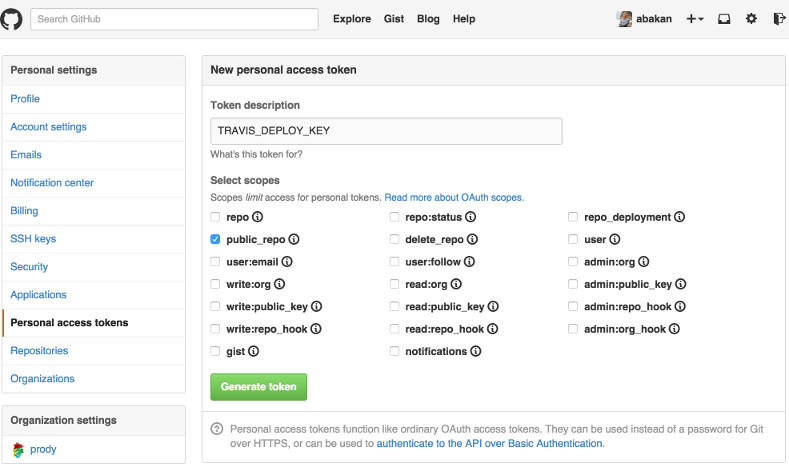 Search GitHub
Explore Gist Blog Help
abakan
Personal settings
Profile
Account settings
Emails
Notification center
Billing
SSH keys
Security
Applications
Personal access tokens
Repositories
Organizations
Organization settings
prody
New personal access token
Token description
TRAVIS_DEPLOY_KEY
What's this token for?
Select scopes
Scopes limit access for personal tokens. Read more about OAuth scopes.
repo repo:status repo_deployment
public_repo delete_repo user
user:email user:follow admin:org
write:org read:org admin:public_key
write:public_key read:public_key admin:repo_hook
write:repo_hook read:repo_hook admin:org_hook
gist notifications
Generate token
Personal access tokens function like ordinary OAuth access tokens. They can be used instead of a password for Git
over HTTPS, or can be used to authenticate to the API over Basic Authentication.